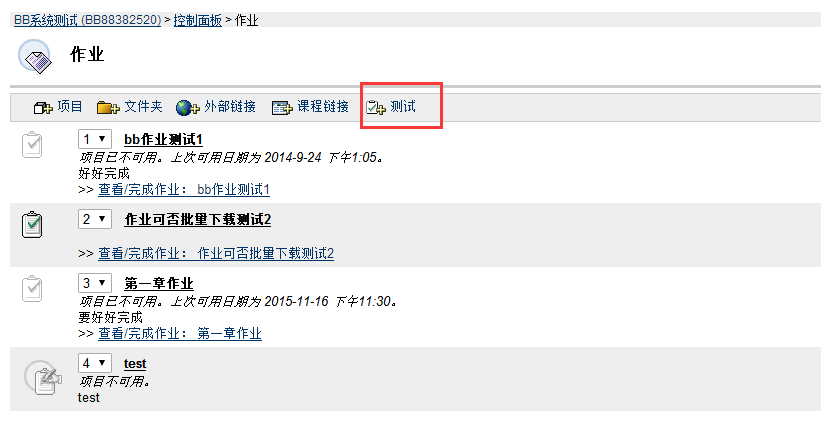 BB系统测试 (BB88382520) > 控制面板 > 作业
作业
项目 文件夹 外部链接 课程链接 测试
1 bb作业测试1
项目已不可用。上次可用日期为 2014-9-24 下午1:05。
好好完成
>> 查看/完成作业： bb作业测试1
2 作业可否批量下载测试2
>> 查看/完成作业： 作业可否批量下载测试2
3 第一章作业
项目已不可用。上次可用日期为 2015-11-16 下午11:30。
要好好完成
>> 查看/完成作业： 第一章作业
4 test
项目不可用。
test